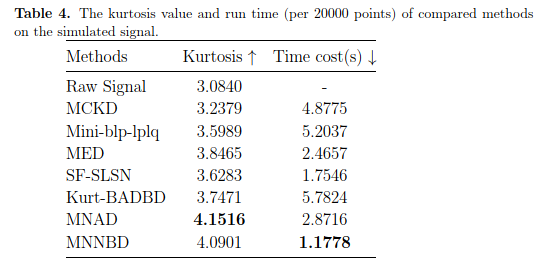 Table 4. The kurtosis value and run time (per 20000 points) of compared methods
on the simulated signal.
Methods Kurtosis ↑ Time cost(s) ↓
Raw Signal 3.0840 -
MCKD 3.2379 4.8775
Mini-blp-lplq 3.5989 5.2037
MED 3.8465 2.4657
SF-SLSN 3.6283 1.7546
Kurt-BADBD 3.7471 5.7824
MNAD 4.1516 2.8716
MNNBD 4.0901 1.1778